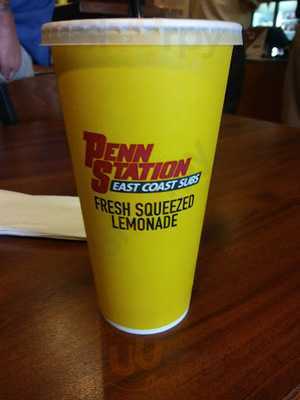 PENN
STATION
EAST COAST SUBS
FRESH SQUEEZED
LEMONADE